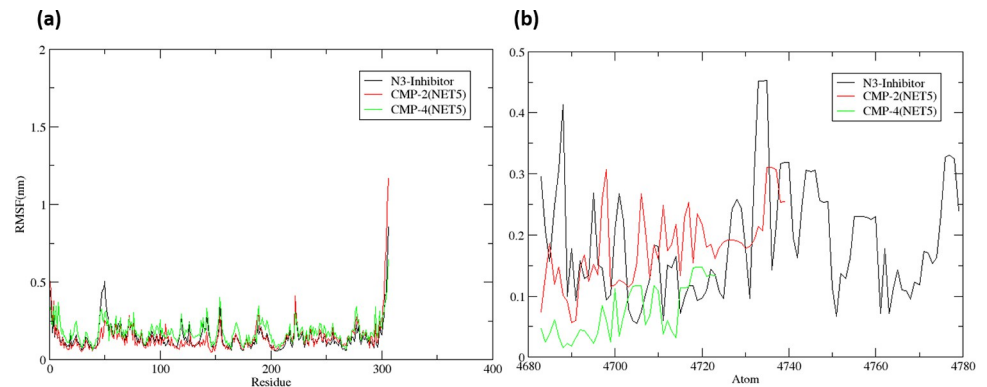 (a)
2
1.5
1
0.5
0
RMSF(nm)
N3-Inhibitor
CMP-2(NET5)
CMP-4(NET5)
0 100 200 300 400
Residue
(b)
0.5
0.4
0.3
0.2
0.1
0
N3-Inhibitor
CMP-2(NET5)
CMP-4(NET5)
4680 4700 4720 4740 4760 4780
Atom